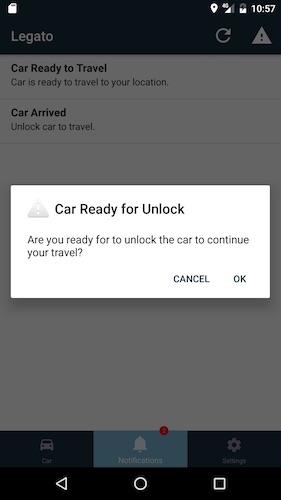 4G 10:57
Legato
Car Ready to Travel
Car is ready to travel to your location.
Car Arrived
Unlock car to travel.
Car Ready for Unlock
Are you ready for to unlock the car to continue
your travel?
CANCEL OK
2
Car Notifications Settings